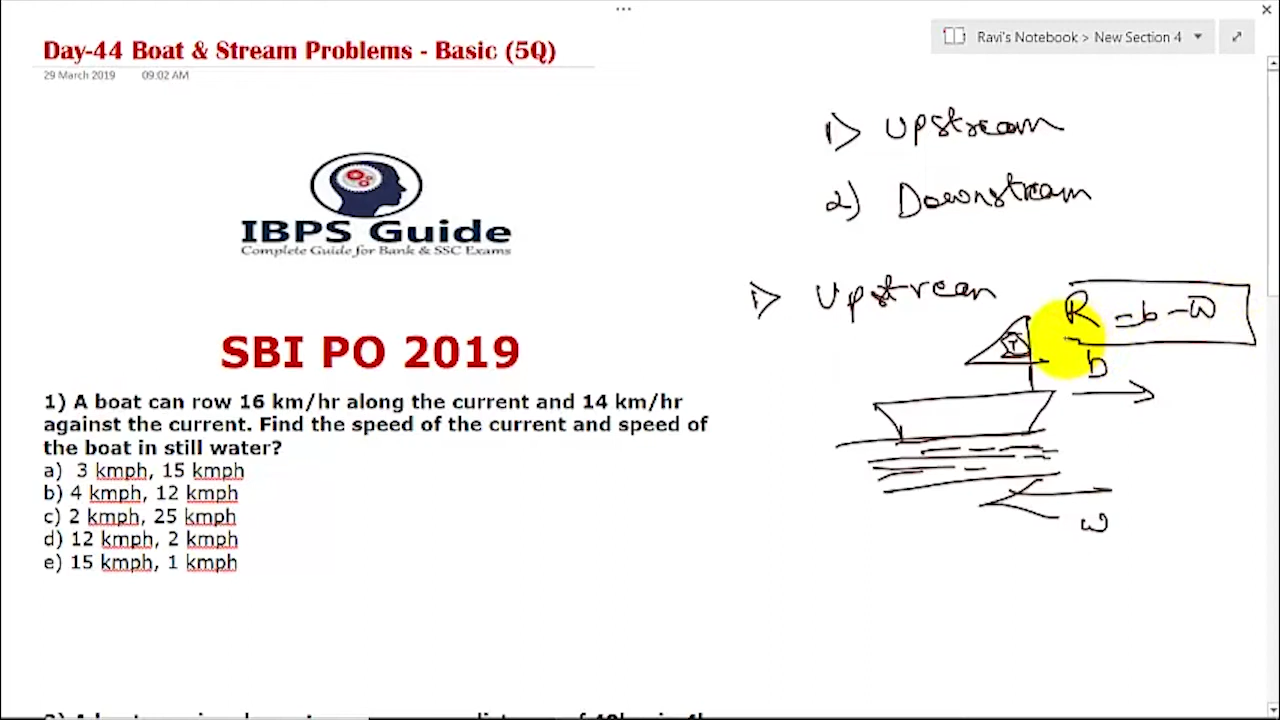 Day-44 Boat & Stream Problems - Basic (5Q)
29 March 2019 09:02 AM
Ravi's Notebook > New Section 4
1) Upstream
2) Downstream
IBPS Guide
Complete Guide for Bank & SSC Exams
1) Upstream
R = b - W
b
w
SBI PO 2019
1) A boat can row 16 km/hr along the current and 14 km/hr
against the current. Find the speed of the current and speed of
the boat in still water?
a) 3 kmph, 15 kmph
b) 4 kmph, 12 kmph
c) 2 kmph, 25 kmph
d) 12 kmph, 2 kmph
e) 15 kmph, 1 kmph